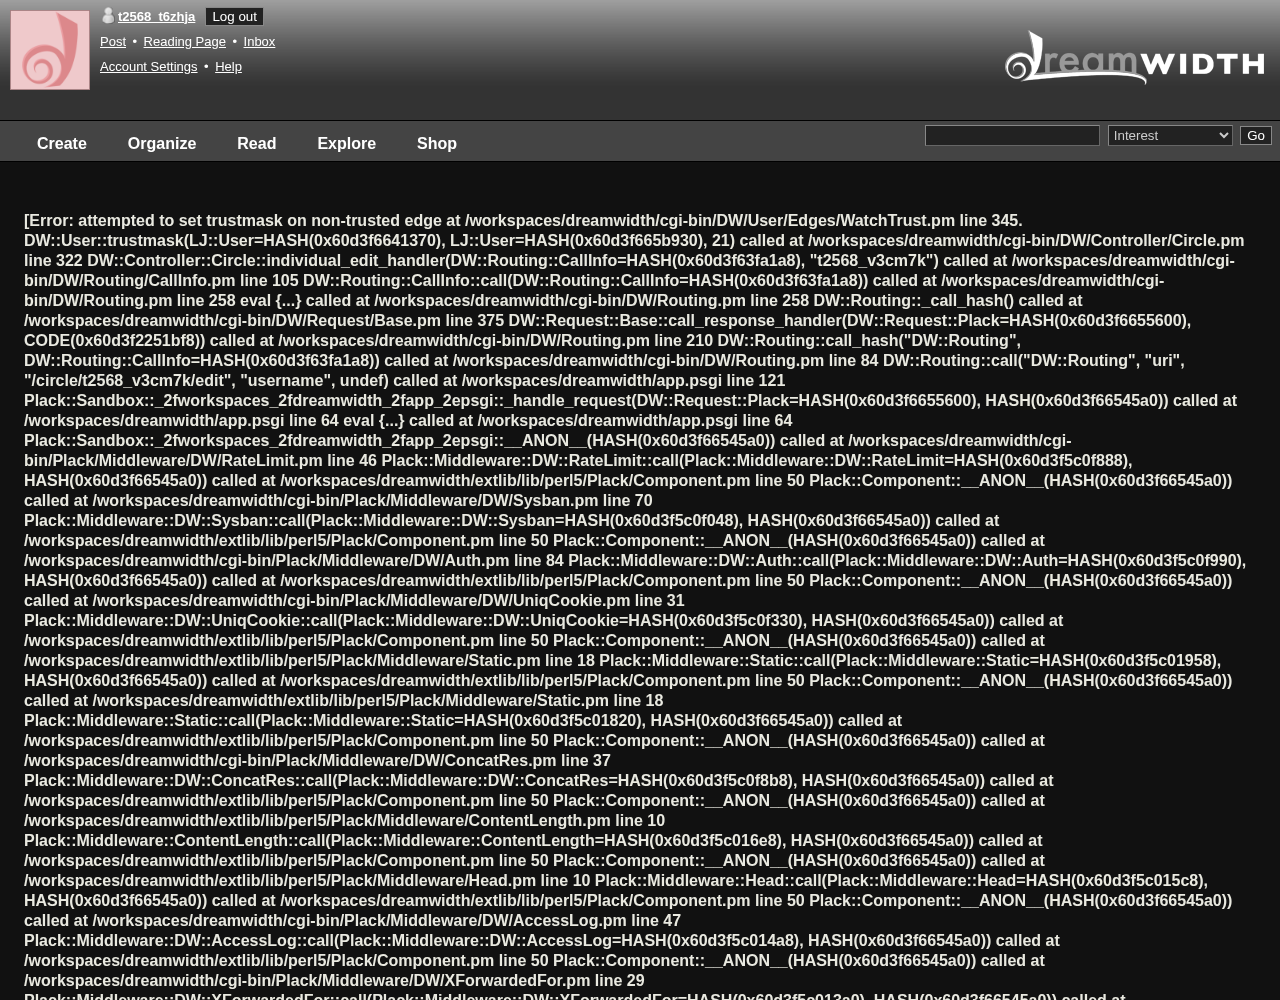 t2568_t6zhja Log out
Post • Reading Page • Inbox
Account Settings • Help
dreamWIDTH
Create Organize Read Explore Shop Interest Go
[Error: attempted to set trustmask on non-trusted edge at /workspaces/dreamwidth/cgi-bin/DW/User/Edges/WatchTrust.pm line 345.
DW::User::trustmask(LJ::User=HASH(0x60d3f6641370), LJ::User=HASH(0x60d3f665b930), 21) called at /workspaces/dreamwidth/cgi-bin/DW/Controller/Circle.pm
line 322 DW::Controller::Circle::individual_edit_handler(DW::Routing::CallInfo=HASH(0x60d3f63fa1a8), "t2568_v3cm7k") called at /workspaces/dreamwidth/cgi-
bin/DW/Routing/CallInfo.pm line 105 DW::Routing::CallInfo::call(DW::Routing::CallInfo=HASH(0x60d3f63fa1a8)) called at /workspaces/dreamwidth/cgi-
bin/DW/Routing.pm line 258 eval {...} called at /workspaces/dreamwidth/cgi-bin/DW/Routing.pm line 258 DW::Routing::_call_hash() called at
/workspaces/dreamwidth/cgi-bin/DW/Request/Base.pm line 375 DW::Request::Base::call_response_handler(DW::Request::Plack=HASH(0x60d3f6655600),
CODE(0x60d3f2251bf8)) called at /workspaces/dreamwidth/cgi-bin/DW/Routing.pm line 210 DW::Routing::call_hash("DW::Routing",
DW::Routing::CallInfo=HASH(0x60d3f63fa1a8)) called at /workspaces/dreamwidth/cgi-bin/DW/Routing.pm line 84 DW::Routing::call("DW::Routing", "uri",
"/circle/t2568_v3cm7k/edit", "username", undef) called at /workspaces/dreamwidth/app.psgi line 121
Plack::Sandbox::_2fworkspaces_2fdreamwidth_2fapp_2epsgi::_handle_request(DW::Request::Plack=HASH(0x60d3f6655600), HASH(0x60d3f66545a0)) called at
/workspaces/dreamwidth/app.psgi line 64 eval {...} called at /workspaces/dreamwidth/app.psgi line 64
Plack::Sandbox::_2fworkspaces_2fdreamwidth_2fapp_2epsgi::__ANON__(HASH(0x60d3f66545a0)) called at /workspaces/dreamwidth/cgi-
bin/Plack/Middleware/DW/RateLimit.pm line 46 Plack::Middleware::DW::RateLimit::call(Plack::Middleware::DW::RateLimit=HASH(0x60d3f5c0f888),
HASH(0x60d3f66545a0)) called at /workspaces/dreamwidth/extlib/lib/perl5/Plack/Component.pm line 50 Plack::Component::__ANON__(HASH(0x60d3f66545a0))
called at /workspaces/dreamwidth/cgi-bin/Plack/Middleware/DW/Sysban.pm line 70
Plack::Middleware::DW::Sysban::call(Plack::Middleware::DW::Sysban=HASH(0x60d3f5c0f048), HASH(0x60d3f66545a0)) called at
/workspaces/dreamwidth/extlib/lib/perl5/Plack/Component.pm line 50 Plack::Component::__ANON__(HASH(0x60d3f66545a0)) called at
/workspaces/dreamwidth/cgi-bin/Plack/Middleware/DW/Auth.pm line 84 Plack::Middleware::DW::Auth::call(Plack::Middleware::DW::Auth=HASH(0x60d3f5c0f990),
HASH(0x60d3f66545a0)) called at /workspaces/dreamwidth/extlib/lib/perl5/Plack/Component.pm line 50 Plack::Component::__ANON__(HASH(0x60d3f66545a0))
called at /workspaces/dreamwidth/cgi-bin/Plack/Middleware/DW/UniqCookie.pm line 31
Plack::Middleware::DW::UniqCookie::call(Plack::Middleware::DW::UniqCookie=HASH(0x60d3f5c0f330), HASH(0x60d3f66545a0)) called at
/workspaces/dreamwidth/extlib/lib/perl5/Plack/Component.pm line 50 Plack::Component::__ANON__(HASH(0x60d3f66545a0)) called at
/workspaces/dreamwidth/extlib/lib/perl5/Plack/Middleware/Static.pm line 18 Plack::Middleware::Static::call(Plack::Middleware::Static=HASH(0x60d3f5c01958),
HASH(0x60d3f66545a0)) called at /workspaces/dreamwidth/extlib/lib/perl5/Plack/Component.pm line 50 Plack::Component::__ANON__(HASH(0x60d3f66545a0))
called at /workspaces/dreamwidth/extlib/lib/perl5/Plack/Middleware/Static.pm line 18
Plack::Middleware::Static::call(Plack::Middleware::Static=HASH(0x60d3f5c01820), HASH(0x60d3f66545a0)) called at
/workspaces/dreamwidth/extlib/lib/perl5/Plack/Component.pm line 50 Plack::Component::__ANON__(HASH(0x60d3f66545a0)) called at
/workspaces/dreamwidth/cgi-bin/Plack/Middleware/DW/ConcatRes.pm line 37
Plack::Middleware::DW::ConcatRes::call(Plack::Middleware::DW::ConcatRes=HASH(0x60d3f5c0f8b8), HASH(0x60d3f66545a0)) called at
/workspaces/dreamwidth/extlib/lib/perl5/Plack/Component.pm line 50 Plack::Component::__ANON__(HASH(0x60d3f66545a0)) called at
/workspaces/dreamwidth/extlib/lib/perl5/Plack/Middleware/ContentLength.pm line 10
Plack::Middleware::ContentLength::call(Plack::Middleware::ContentLength=HASH(0x60d3f5c016e8), HASH(0x60d3f66545a0)) called at
/workspaces/dreamwidth/extlib/lib/perl5/Plack/Component.pm line 50 Plack::Component::__ANON__(HASH(0x60d3f66545a0)) called at
/workspaces/dreamwidth/extlib/lib/perl5/Plack/Middleware/Head.pm line 10 Plack::Middleware::Head::call(Plack::Middleware::Head=HASH(0x60d3f5c015c8),
HASH(0x60d3f66545a0)) called at /workspaces/dreamwidth/extlib/lib/perl5/Plack/Component.pm line 50 Plack::Component::__ANON__(HASH(0x60d3f66545a0))
called at /workspaces/dreamwidth/cgi-bin/Plack/Middleware/DW/AccessLog.pm line 47
Plack::Middleware::DW::AccessLog::call(Plack::Middleware::DW::AccessLog=HASH(0x60d3f5c014a8), HASH(0x60d3f66545a0)) called at
/workspaces/dreamwidth/extlib/lib/perl5/Plack/Component.pm line 50 Plack::Component::__ANON__(HASH(0x60d3f66545a0)) called at
/workspaces/dreamwidth/cgi-bin/Plack/Middleware/DW/XForwardedFor.pm line 29
Plack::Middleware::DW::XForwardedFor::call(Plack::Middleware::DW::XForwardedFor=HASH(0x60d3f5c013a0), HASH(0x60d3f66545a0)) called at